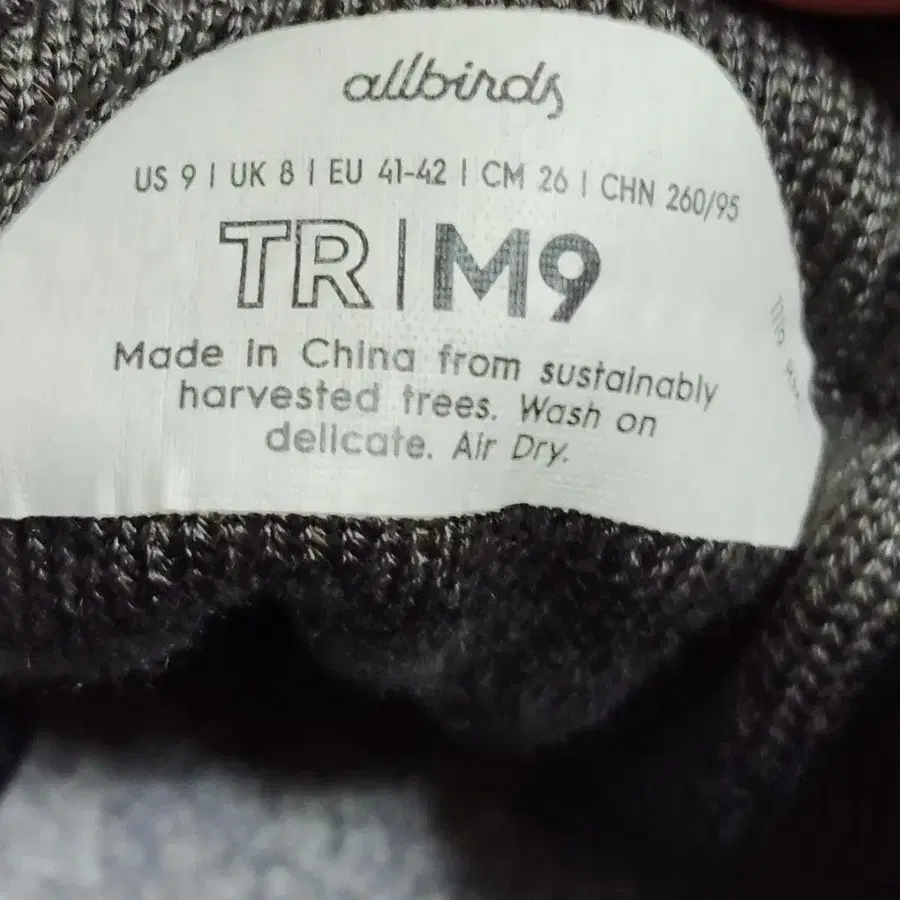 allbirds
US 9 | UK 8 | EU 41-42 | CM 26 | CHN 260/95
TR|M9
Made in China from sustainably
harvested trees. Wash on
delicate. Air Dry.